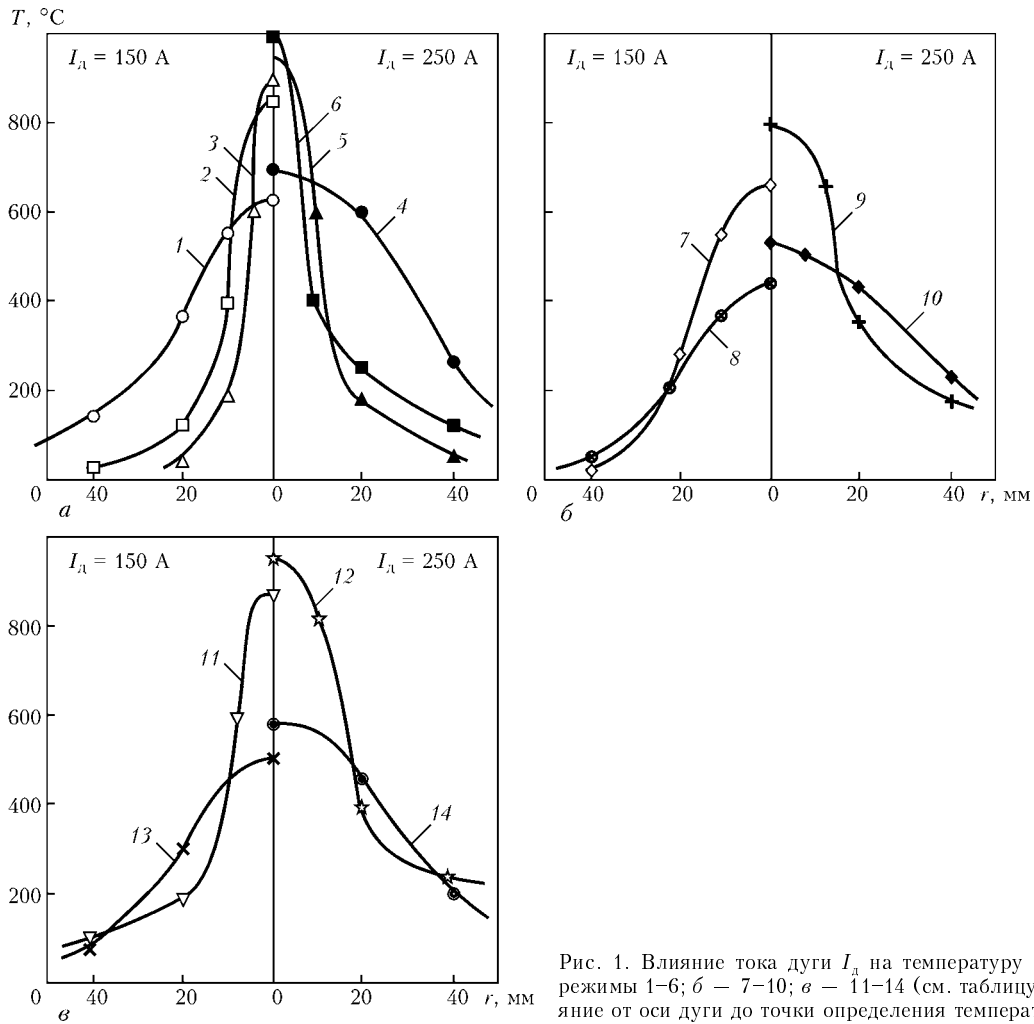 T, °C
I_д = 150 А I_д = 250 А
800
600
400
200
0 40 20 0 20 40
1 2 3 4 5 6
а
I_д = 150 А I_д = 250 А
7 8 9 10
0 40 20 0 20 40 r, мм
б
I_д = 150 А I_д = 250 А
800
600
400
200
11 12 13 14
0 40 20 0 20 40 r, мм
в
Рис. 1. Влияние тока дуги I_д на температуру
режимы 1–6; б — 7–10; в — 11–14 (см. таблицу
яние от оси дуги до точки определения темпера